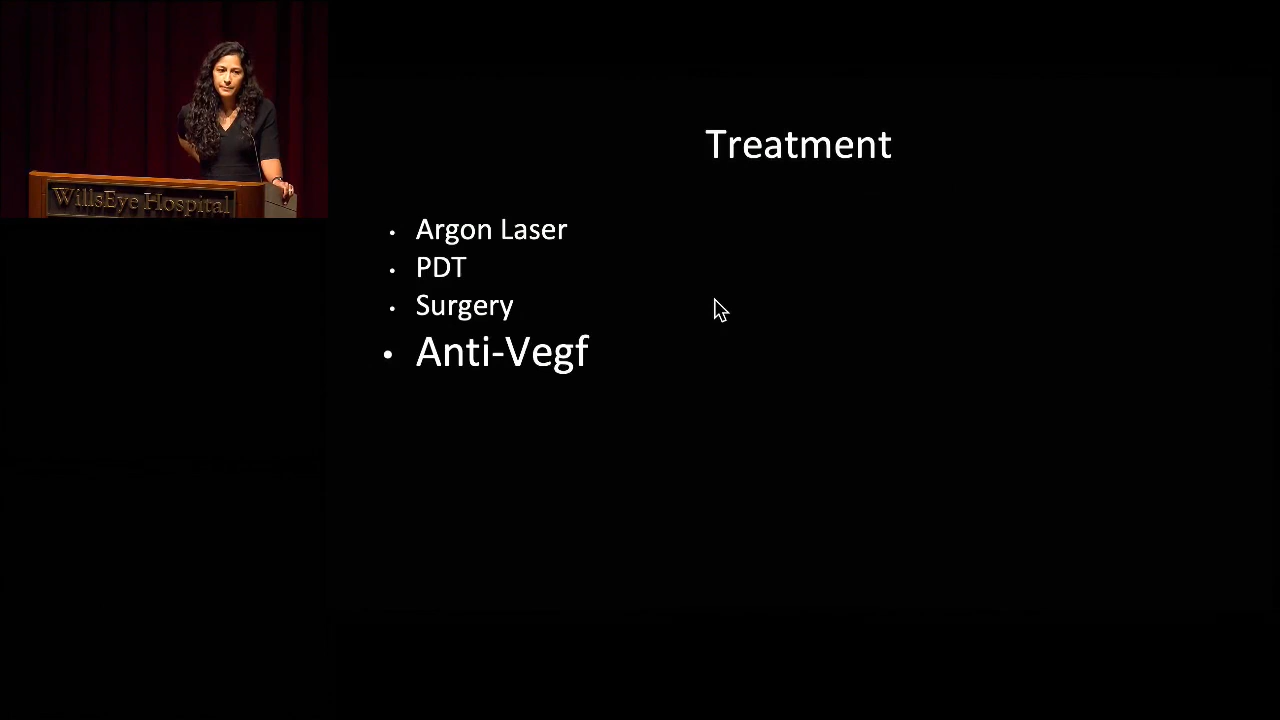 WillsEye Hospital
Treatment
• Argon Laser
• PDT
• Surgery
• Anti-Vegf